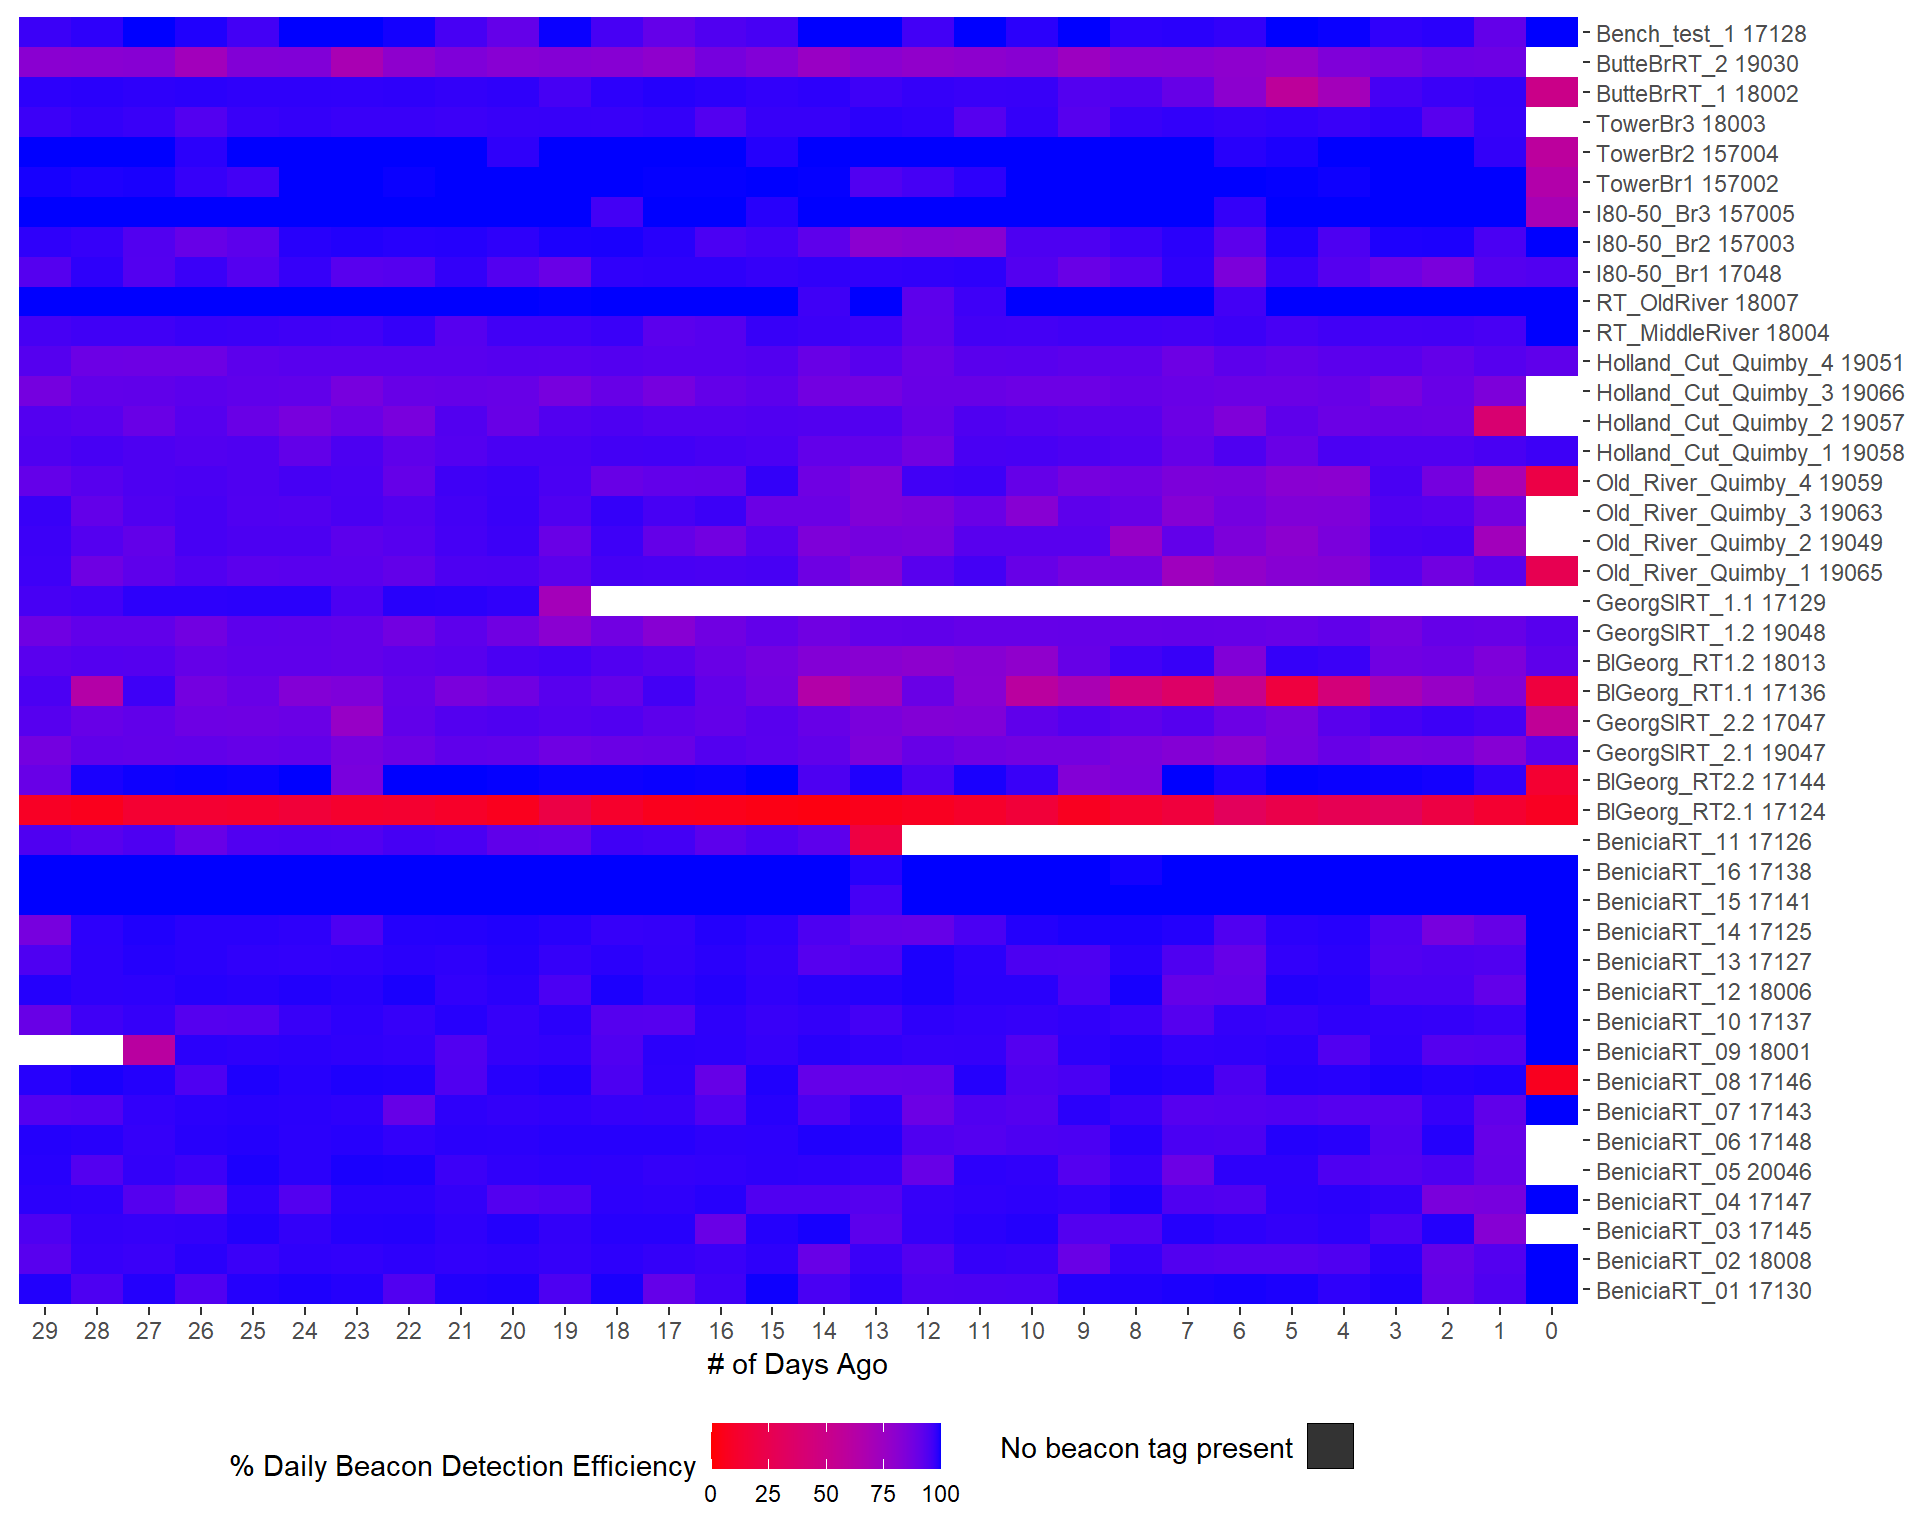 Bench_test_1 17128
ButteBrRT_2 19030
ButteBrRT_1 18002
TowerBr3 18003
TowerBr2 157004
TowerBr1 157002
I80-50_Br3 157005
I80-50_Br2 157003
I80-50_Br1 17048
RT_OldRiver 18007
RT_MiddleRiver 18004
Holland_Cut_Quimby_4 19051
Holland_Cut_Quimby_3 19066
Holland_Cut_Quimby_2 19057
Holland_Cut_Quimby_1 19058
Old_River_Quimby_4 19059
Old_River_Quimby_3 19063
Old_River_Quimby_2 19049
Old_River_Quimby_1 19065
GeorgSlRT_1.1 17129
GeorgSlRT_1.2 19048
BlGeorg_RT1.2 18013
BlGeorg_RT1.1 17136
GeorgSlRT_2.2 17047
GeorgSlRT_2.1 19047
BlGeorg_RT2.2 17144
BlGeorg_RT2.1 17124
BeniciaRT_11 17126
BeniciaRT_16 17138
BeniciaRT_15 17141
BeniciaRT_14 17125
BeniciaRT_13 17127
BeniciaRT_12 18006
BeniciaRT_10 17137
BeniciaRT_09 18001
BeniciaRT_08 17146
BeniciaRT_07 17143
BeniciaRT_06 17148
BeniciaRT_05 20046
BeniciaRT_04 17147
BeniciaRT_03 17145
BeniciaRT_02 18008
BeniciaRT_01 17130
29 28 27 26 25 24 23 22 21 20 19 18 17 16 15 14 13 12 11 10 9 8 7 6 5 4 3 2 1 0
# of Days Ago
% Daily Beacon Detection Efficiency
0 25 50 75 100
No beacon tag present